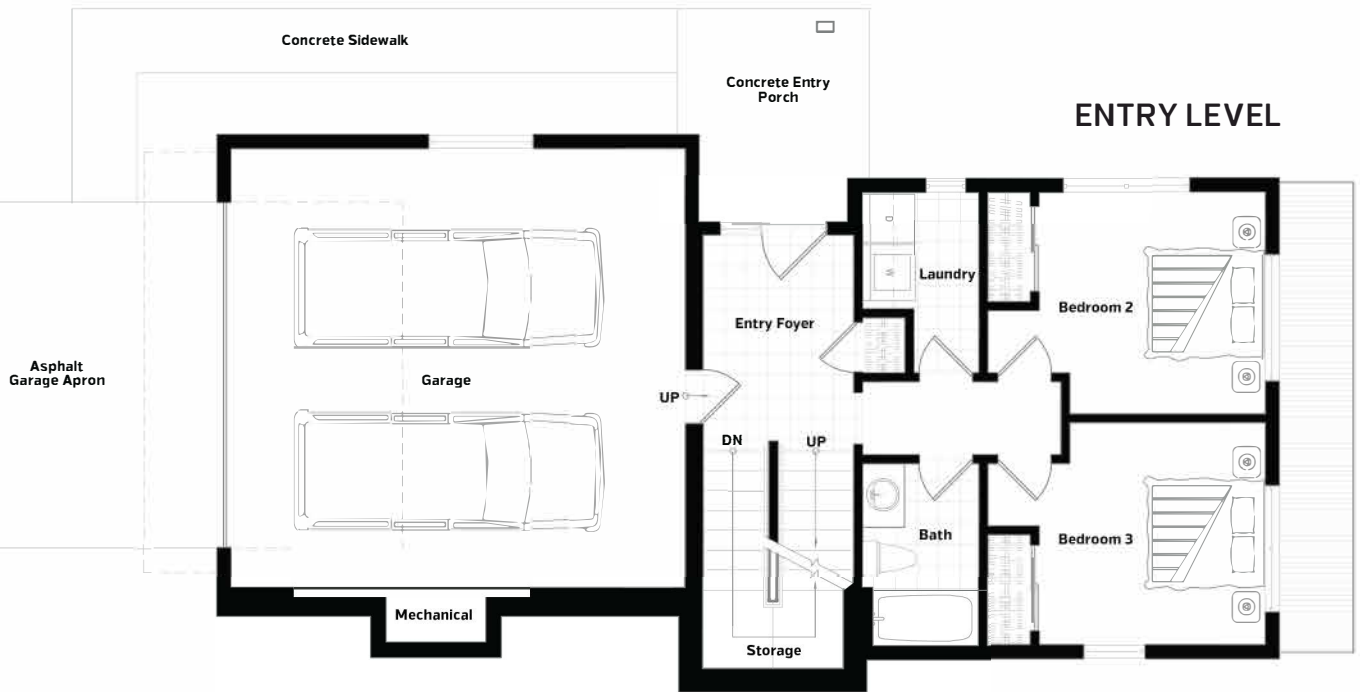 Concrete Sidewalk
Concrete Entry
Porch
ENTRY LEVEL
D
W
Laundry
Bedroom 2
Entry Foyer
Asphalt
Garage Apron
Garage
UP
DN
UP
Bath
Bedroom 3
Mechanical
Storage